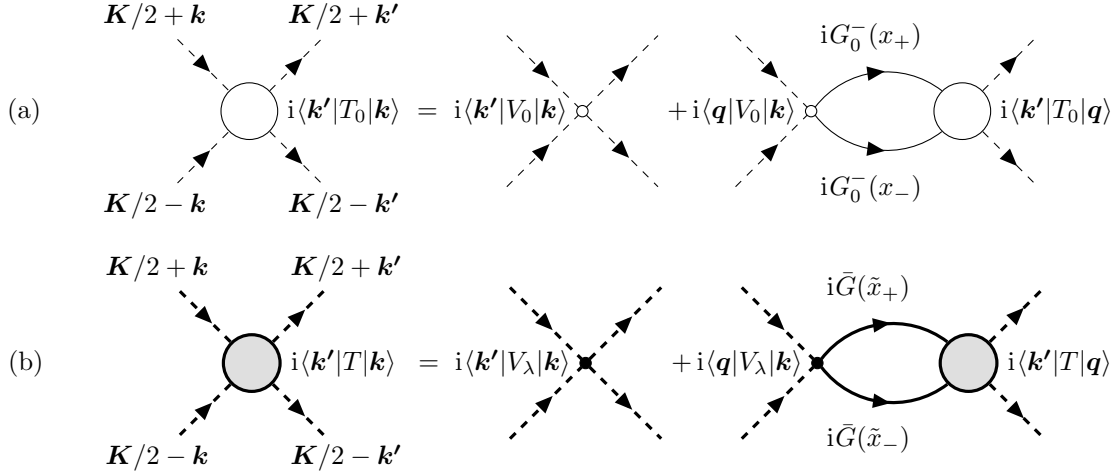 K/2 + k K/2 + k′ iG₀⁻(x₊)
(a) i⟨k′|T₀|k⟩ = i⟨k′|V₀|k⟩ + i⟨q|V₀|k⟩ i⟨k′|T₀|q⟩
K/2 − k K/2 − k′ iG₀⁻(x₋)
K/2 + k K/2 + k′ iḠ(x̃₊)
(b) i⟨k′|T|k⟩ = i⟨k′|V_λ|k⟩ + i⟨q|V_λ|k⟩ i⟨k′|T|q⟩
K/2 − k K/2 − k′ iḠ(x̃₋)